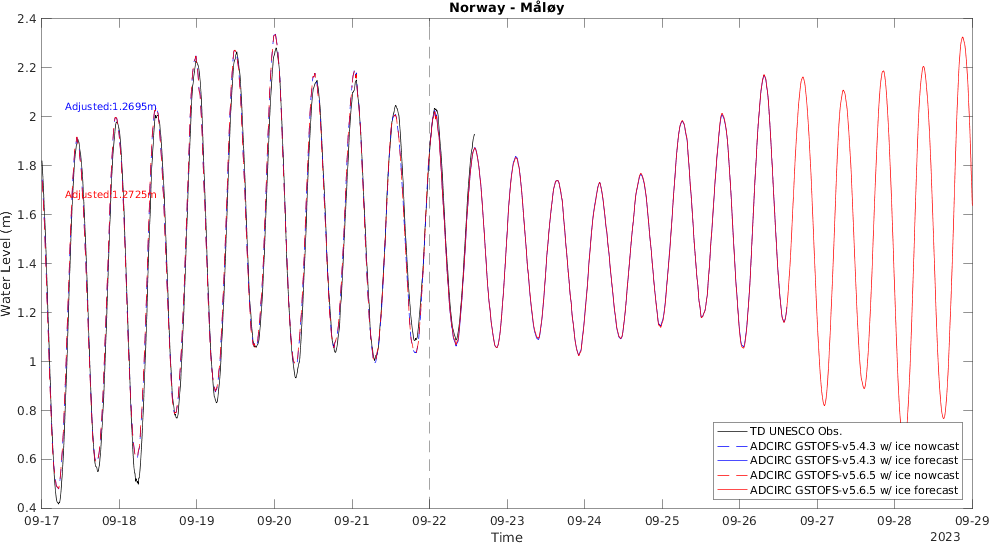 Norway - Måløy
2.4
2.2
2
1.8
1.6
1.4
1.2
1
0.8
0.6
0.4
Water Level (m)
Adjusted:1.2695m
Adjusted:1.2725m
TD UNESCO Obs.
ADCIRC GSTOFS-v5.4.3 w/ ice nowcast
ADCIRC GSTOFS-v5.4.3 w/ ice forecast
ADCIRC GSTOFS-v5.6.5 w/ ice nowcast
ADCIRC GSTOFS-v5.6.5 w/ ice forecast
09-17 09-18 09-19 09-20 09-21 09-22 09-23 09-24 09-25 09-26 09-27 09-28 09-29
Time
2023